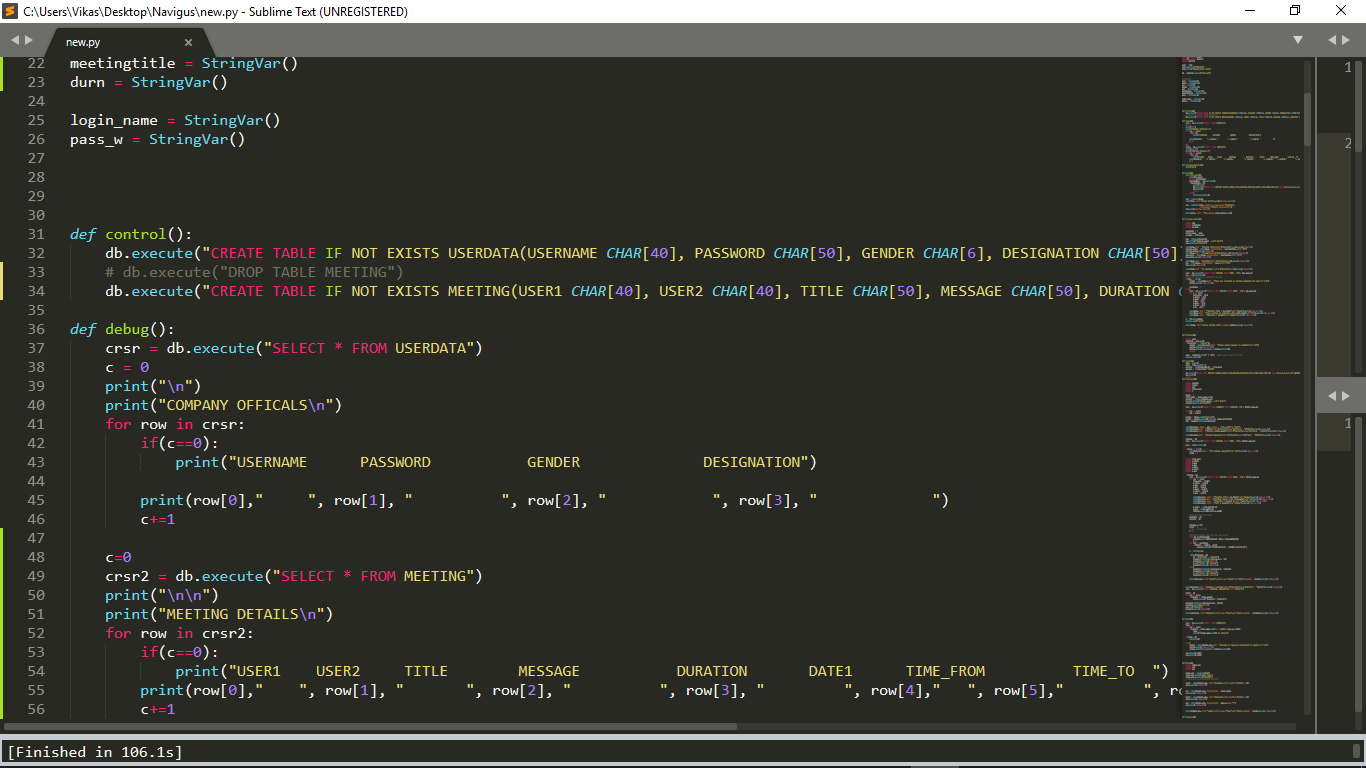 C:\Users\Vikas\Desktop\Navigus\new.py - Sublime Text (UNREGISTERED)
new.py
22 meetingtitle = StringVar()
23 durn = StringVar()
24
25 login_name = StringVar()
26 pass_w = StringVar()
27
28
29
30
31 def control():
32     db.execute("CREATE TABLE IF NOT EXISTS USERDATA(USERNAME CHAR[40], PASSWORD CHAR[50], GENDER CHAR[6], DESIGNATION CHAR[50]
33     # db.execute("DROP TABLE MEETING")
34     db.execute("CREATE TABLE IF NOT EXISTS MEETING(USER1 CHAR[40], USER2 CHAR[40], TITLE CHAR[50], MESSAGE CHAR[50], DURATION
35
36 def debug():
37     crsr = db.execute("SELECT * FROM USERDATA")
38     c = 0
39     print("\n")
40     print("COMPANY OFFICALS\n")
41     for row in crsr:
42         if(c==0):
43             print("USERNAME      PASSWORD           GENDER              DESIGNATION")
44
45         print(row[0],"     ", row[1], "          ", row[2], "            ", row[3], "             ")
46         c+=1
47
48     c=0
49     crsr2 = db.execute("SELECT * FROM MEETING")
50     print("\n\n")
51     print("MEETING DETAILS\n")
52     for row in crsr2:
53         if(c==0):
54             print("USER1    USER2     TITLE        MESSAGE           DURATION       DATE1      TIME_FROM          TIME_TO  ")
55         print(row[0],"    ", row[1], "       ", row[2], "          ", row[3], "         ", row[4],"   ", row[5],"         ", r
56         c+=1
1
2
1
[Finished in 106.1s]